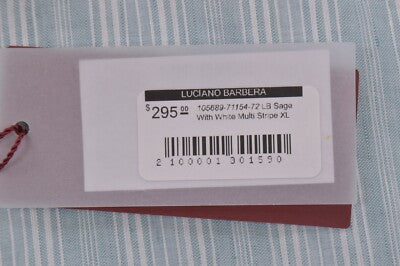 LUCIANO BARBERA
$295.00 105689-71154-72 LB Sage
With White Multi Stripe XL
2 100001 301590